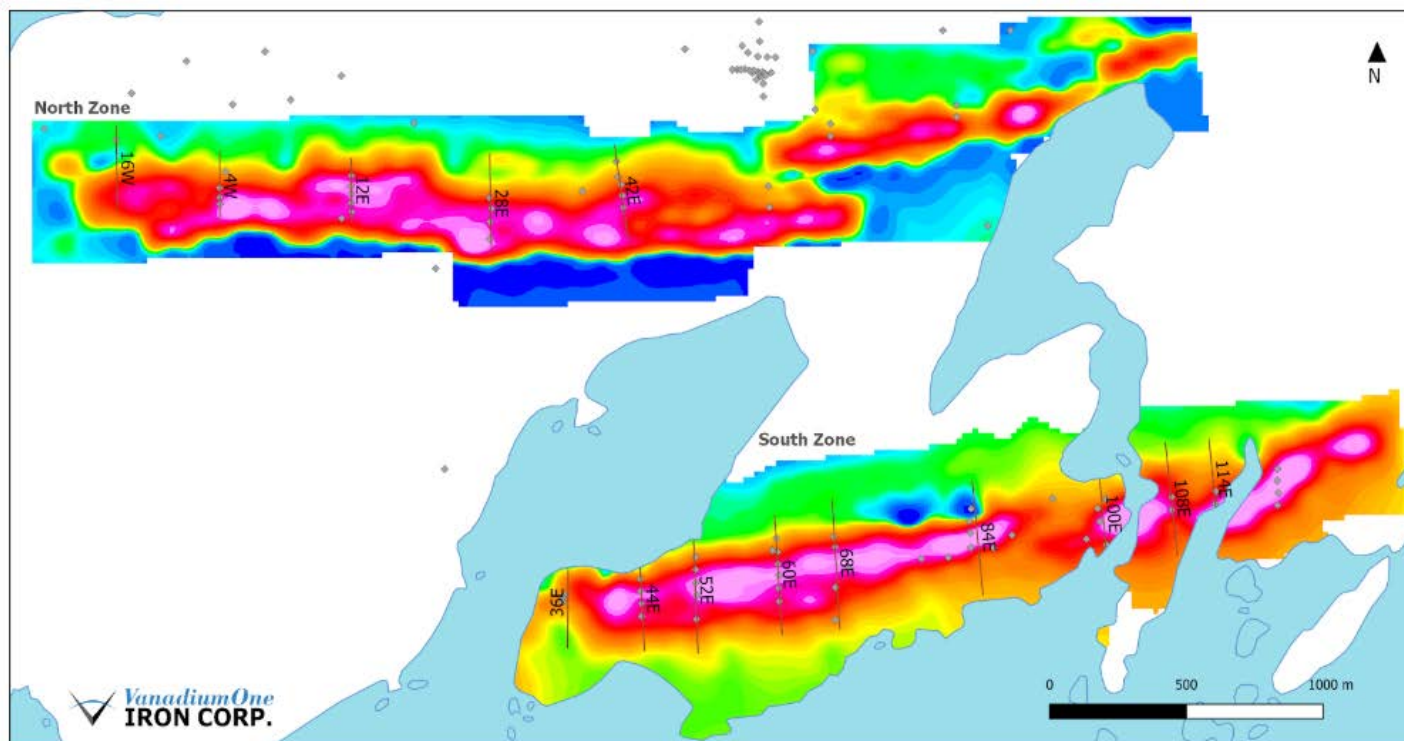 N
North Zone
16W
4W
12E
28E
42E
South Zone
36E
44E
52E
60E
68E
84E
100E
108E
114E
VanadiumOne
IRON CORP.
0 500 1000 m